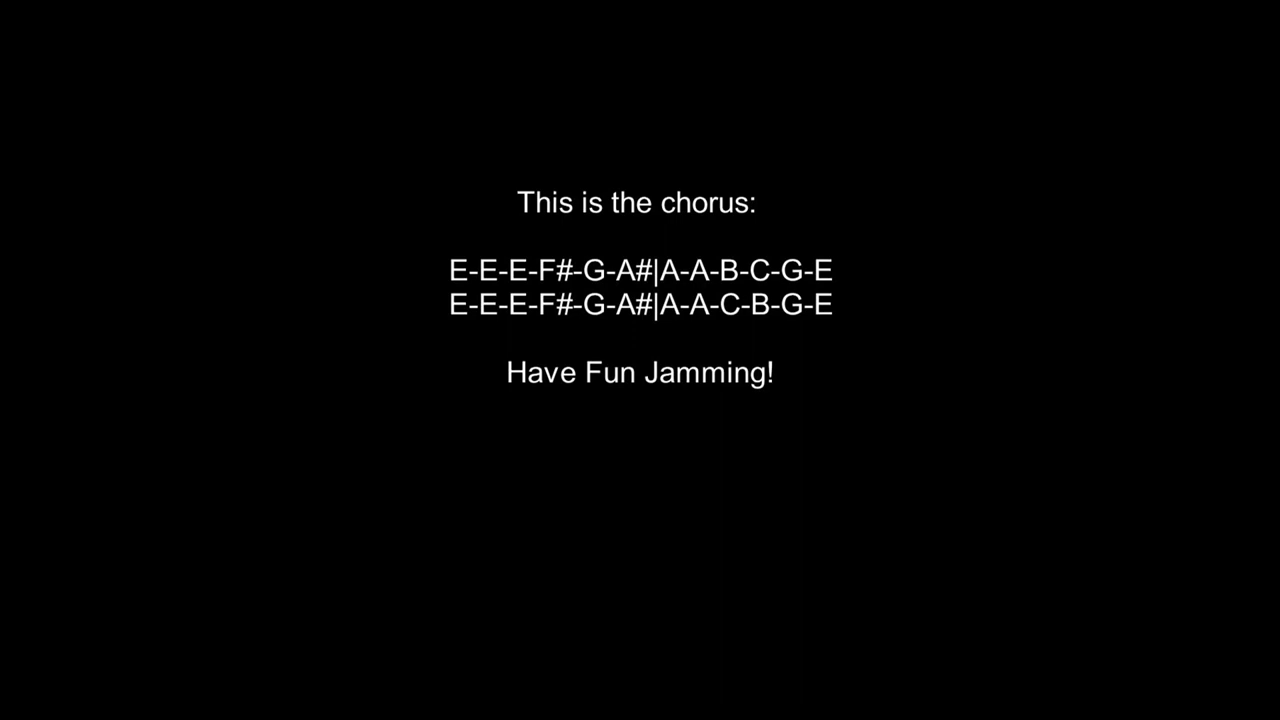 This is the chorus:
E-E-E-F#-G-A#|A-A-B-C-G-E
E-E-E-F#-G-A#|A-A-C-B-G-E
Have Fun Jamming!